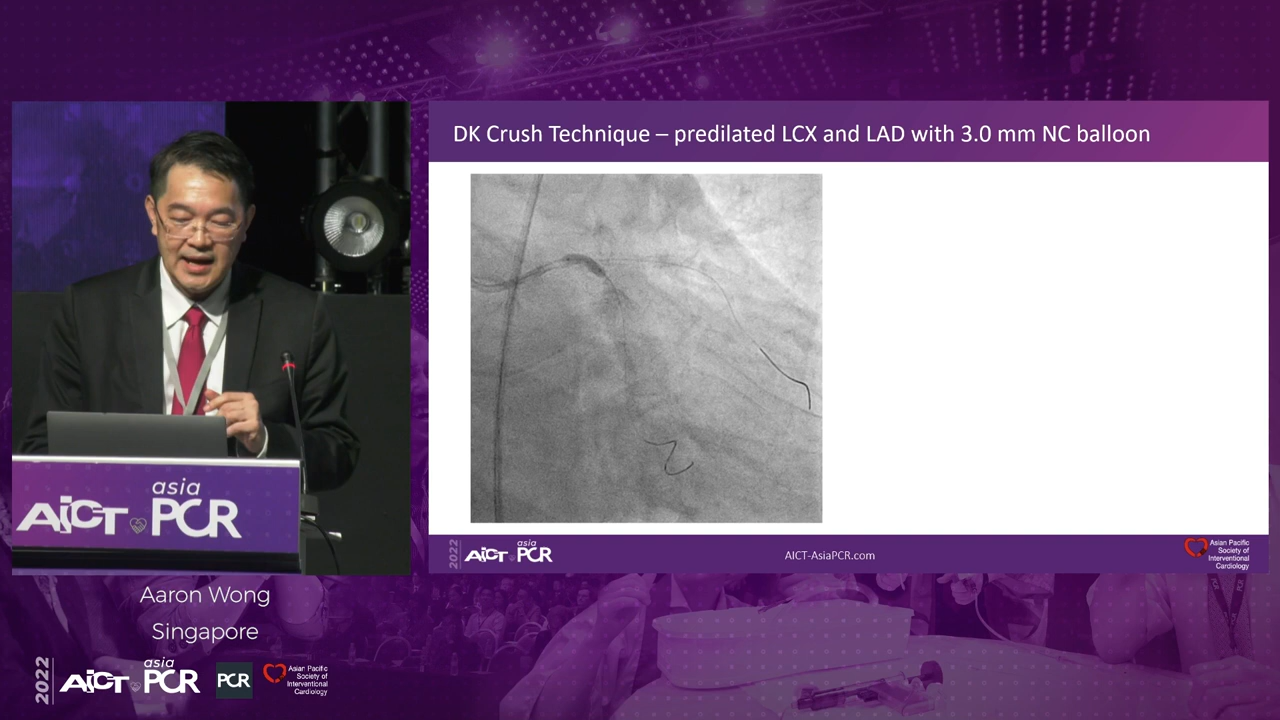 DK Crush Technique – predilated LCX and LAD with 3.0 mm NC balloon
asia
AiCT PCR
Aaron Wong
Singapore
2022
AiCT asia PCR
PCR
Asian Pacific
Society of
Interventional
Cardiology
2022
AiCT asia PCR
AICT-AsiaPCR.com
Asian Pacific
Society of
Interventional
Cardiology